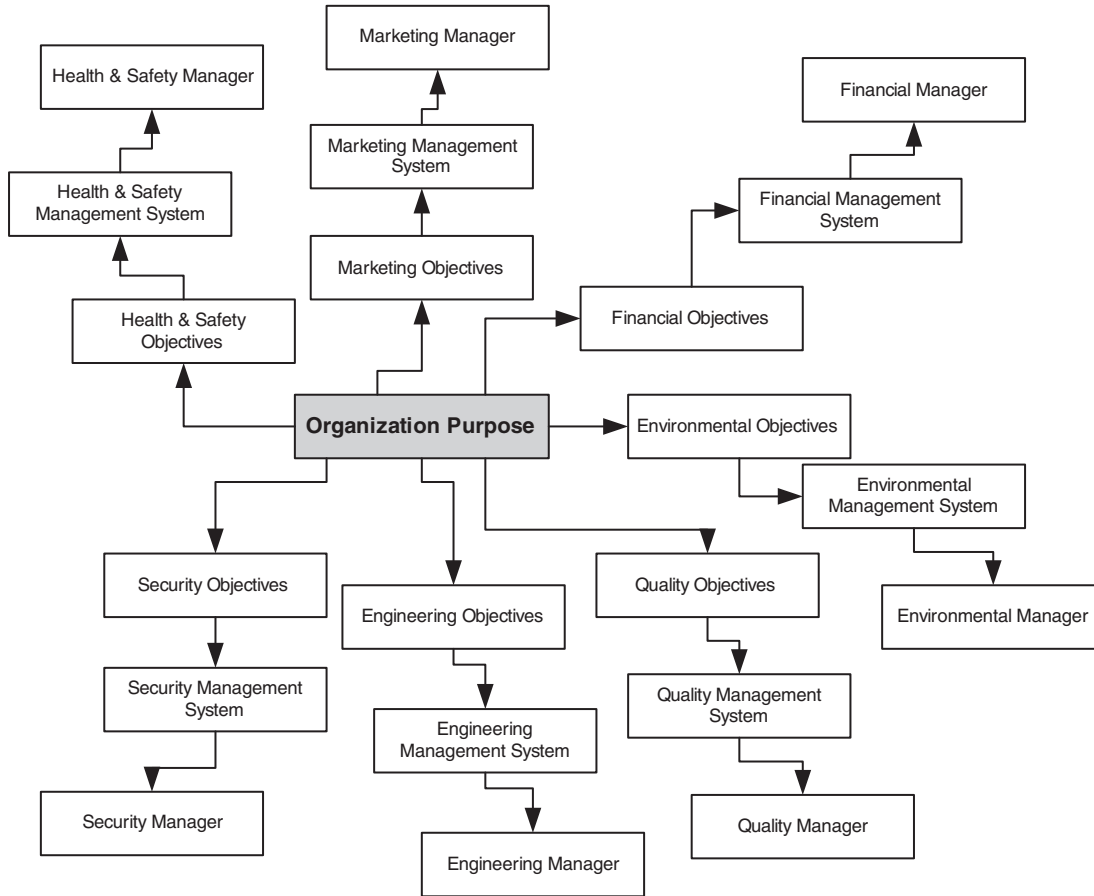 Marketing Manager
Health & Safety Manager
Financial Manager
Marketing Management
System
Health & Safety
Management System
Financial Management
System
Marketing Objectives
Financial Objectives
Health & Safety
Objectives
Organization Purpose
Environmental Objectives
Environmental
Management System
Security Objectives
Quality Objectives
Engineering Objectives
Environmental Manager
Security Management
System
Quality Management
System
Engineering
Management System
Security Manager
Quality Manager
Engineering Manager